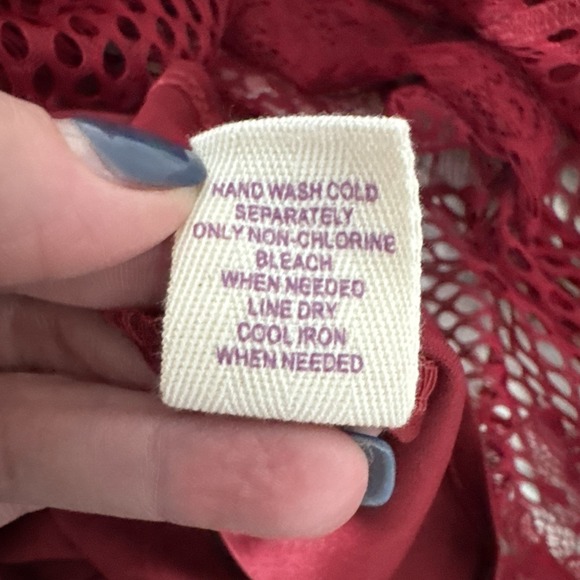 HAND WASH COLD
SEPARATELY
ONLY NON-CHLORINE
BLEACH
WHEN NEEDED
LINE DRY
COOL IRON
WHEN NEEDED